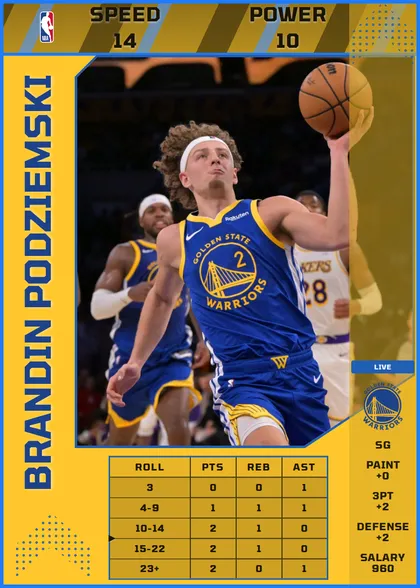 SPEED
14
POWER
10
NBA
BRANDIN PODZIEMSKI
Rakuten
GOLDEN STATE
2
WARRIORS
LAKERS
28
LIVE
GOLDEN STATE
WARRIORS
SG
PAINT
+0
3PT
+2
DEFENSE
+2
SALARY
960
ROLL PTS REB AST
3 0 0 1
4-9 1 1 1
10-14 2 1 0
15-22 2 1 0
23+ 2 0 1